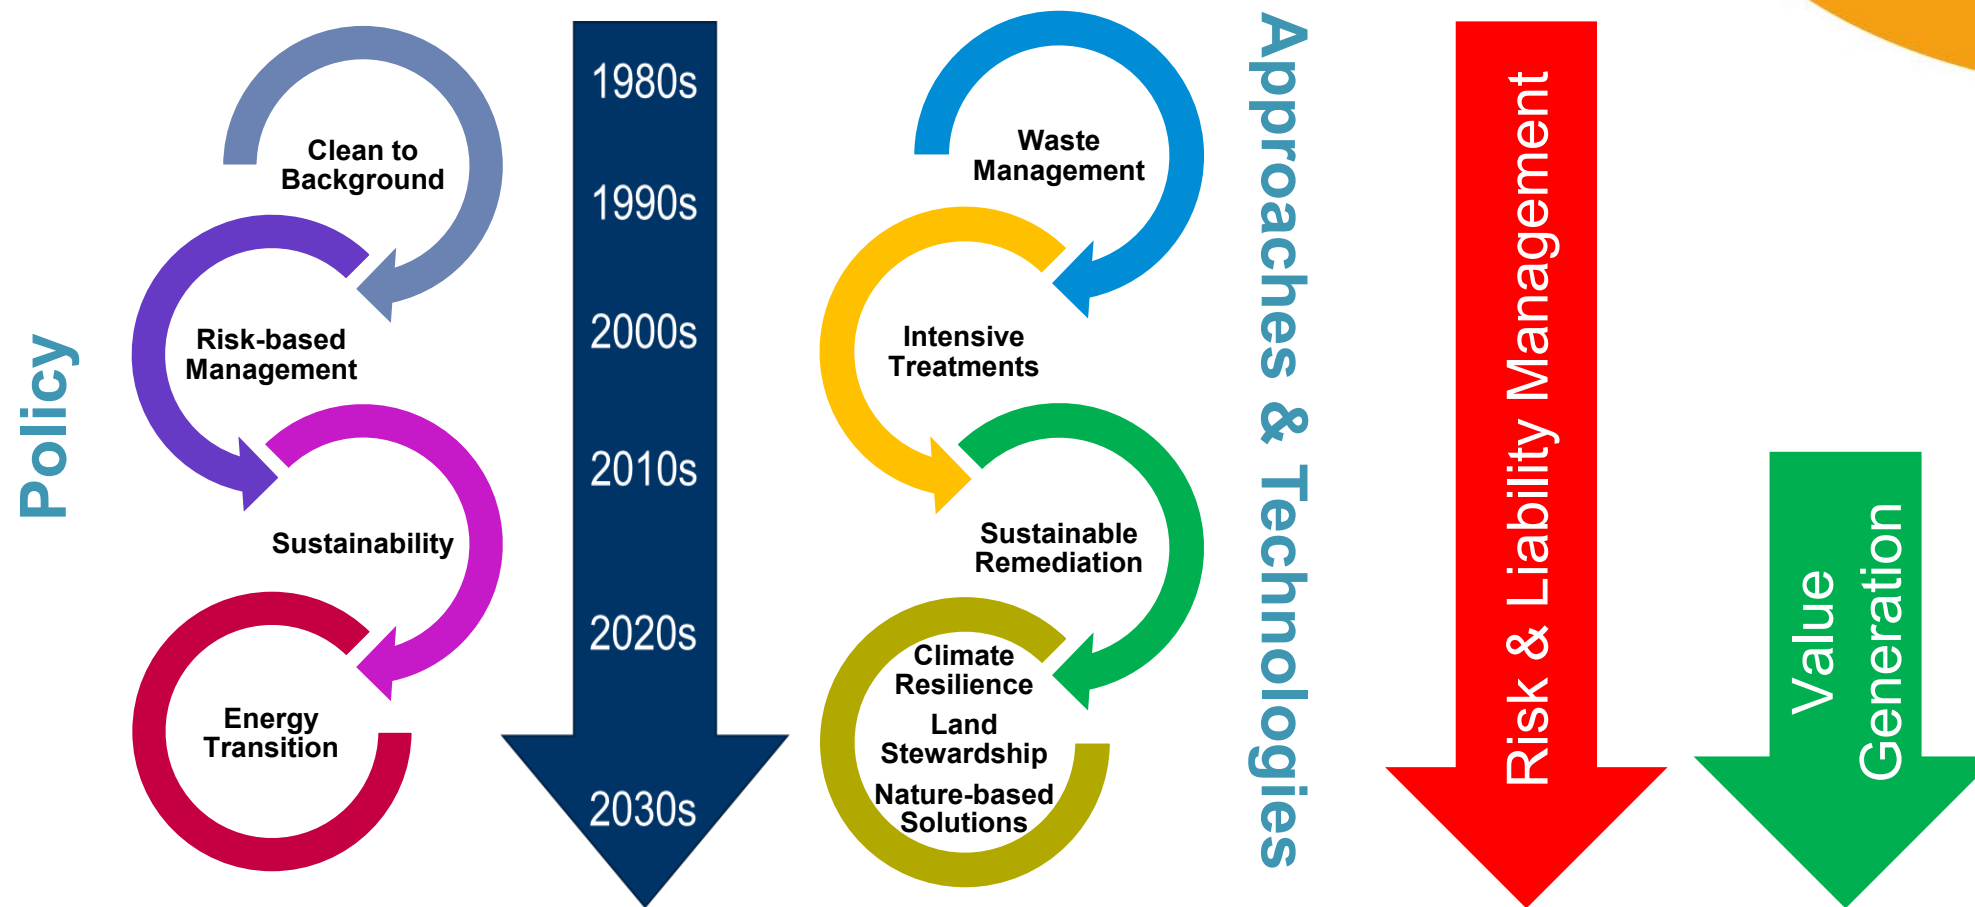 Policy
Clean to
Background
Risk-based
Management
Sustainability
Energy
Transition
1980s
1990s
2000s
2010s
2020s
2030s
Waste
Management
Intensive
Treatments
Sustainable
Remediation
Climate
Resilience
Land
Stewardship
Nature-based
Solutions
Approaches & Technologies
Risk & Liability Management
Value
Generation